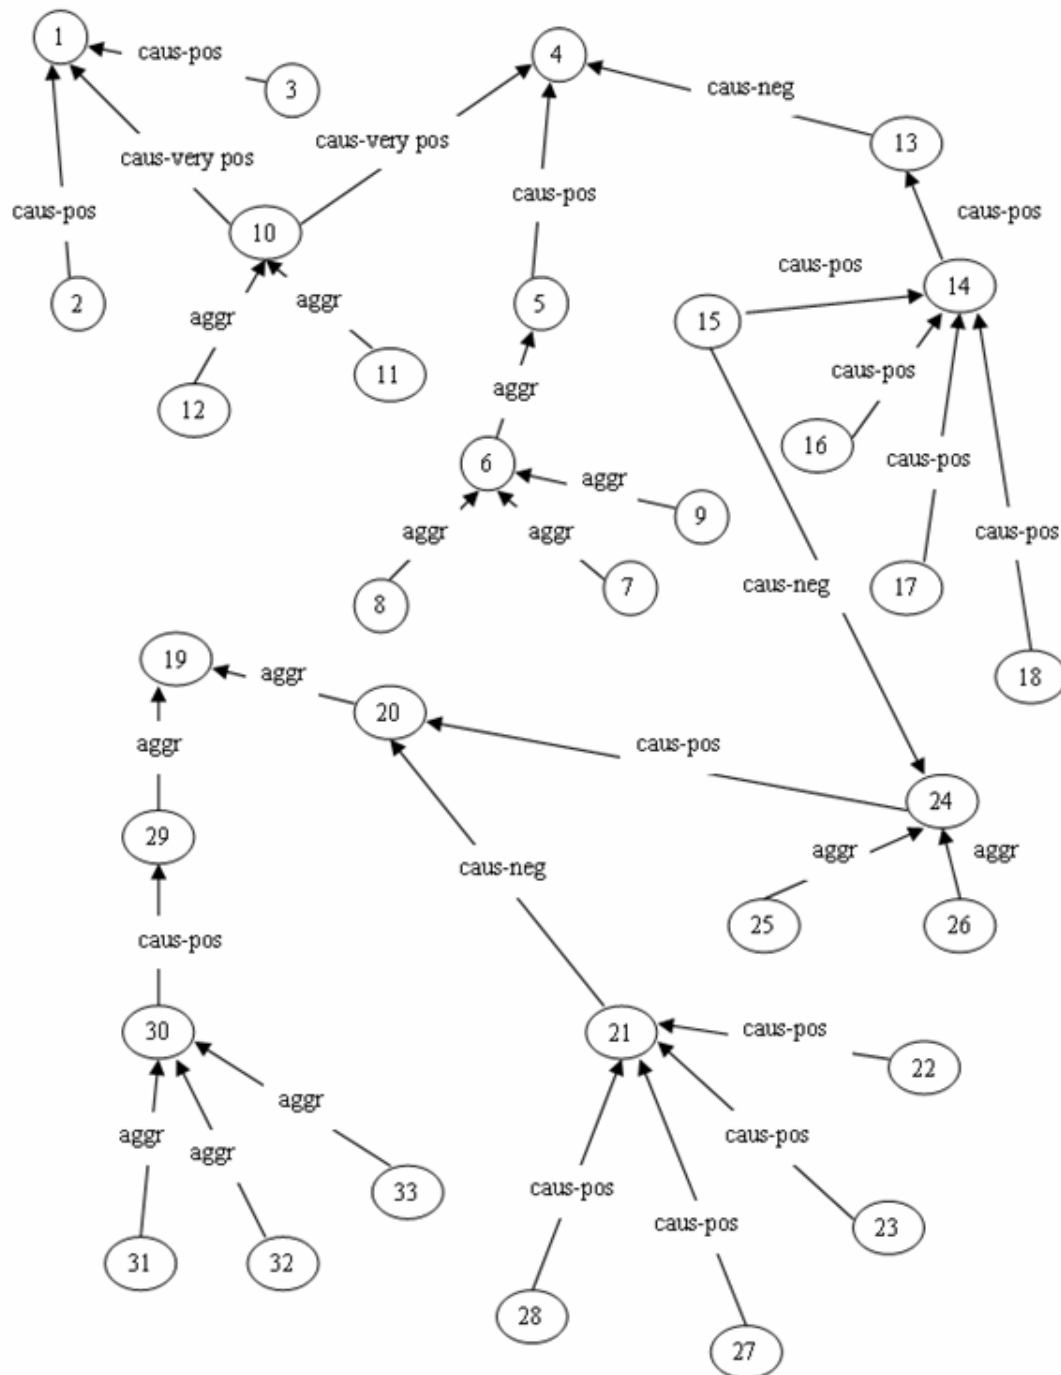 1
caus-pos
3
4
caus-neg
13
caus-very pos
caus-very pos
caus-pos
caus-pos
caus-pos
10
2
aggr
aggr
12
11
5
aggr
6
aggr
9
aggr
aggr
8
7
caus-pos
14
15
caus-pos
16
caus-pos
17
caus-pos
18
caus-neg
19
aggr
20
caus-pos
24
aggr
aggr
25
26
aggr
29
caus-pos
30
aggr
aggr
aggr
31
32
33
caus-neg
21
caus-pos
22
caus-pos
23
caus-pos
28
caus-pos
27